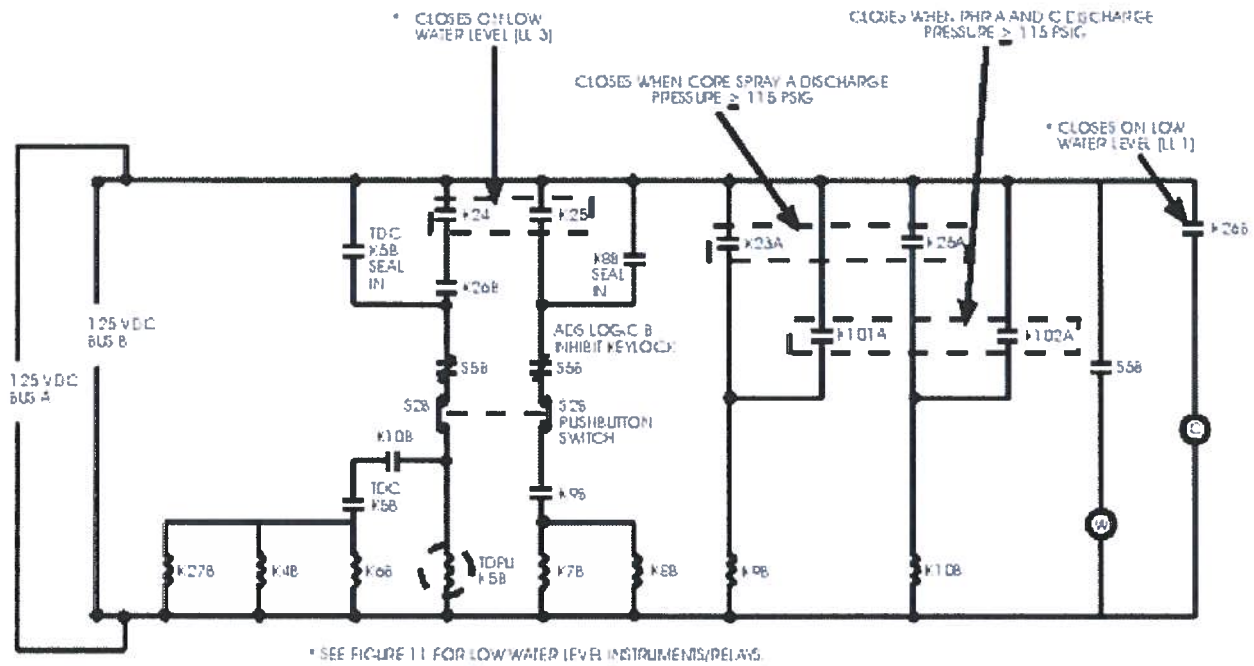 * CLOSES ON LOW
WATER LEVEL [LL 3]
CLOSES WHEN RHR A AND C DISCHARGE
PRESSURE ≥ 115 PSIG
CLOSES WHEN CORE SPRAY A DISCHARGE
PRESSURE ≥ 115 PSIG
* CLOSES ON LOW
WATER LEVEL [LL 1]
K24
K25
K26B
TDC
K5B
SEAL
IN
K8B
SEAL
IN
K23A
K26A
K26B
125 VDC
BUS B
ADS LOGIC B
INHIBIT KEYLOCK
K101A
K102A
125 VDC
BUS A
S5B
S5B
S5B
S2B
S2B
PUSHBUTTON
SWITCH
C
K10B
TDC
K5B
K9B
W
K27B
K4B
K6B
TDPU
K5B
K7B
K8B
K9B
K10B
* SEE FIGURE 11 FOR LOW WATER LEVEL INSTRUMENTS/RELAYS.